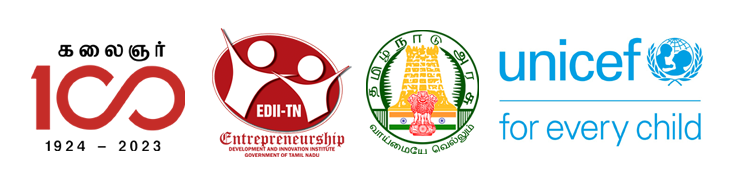 கலைஞர்
100
1924 – 2023
EDII-TN
Entrepreneurship
DEVELOPMENT AND INNOVATION INSTITUTE
GOVERNMENT OF TAMIL NADU
தமிழ்நாடு அரசு
வாய்மையே வெல்லும்
unicef
for every child